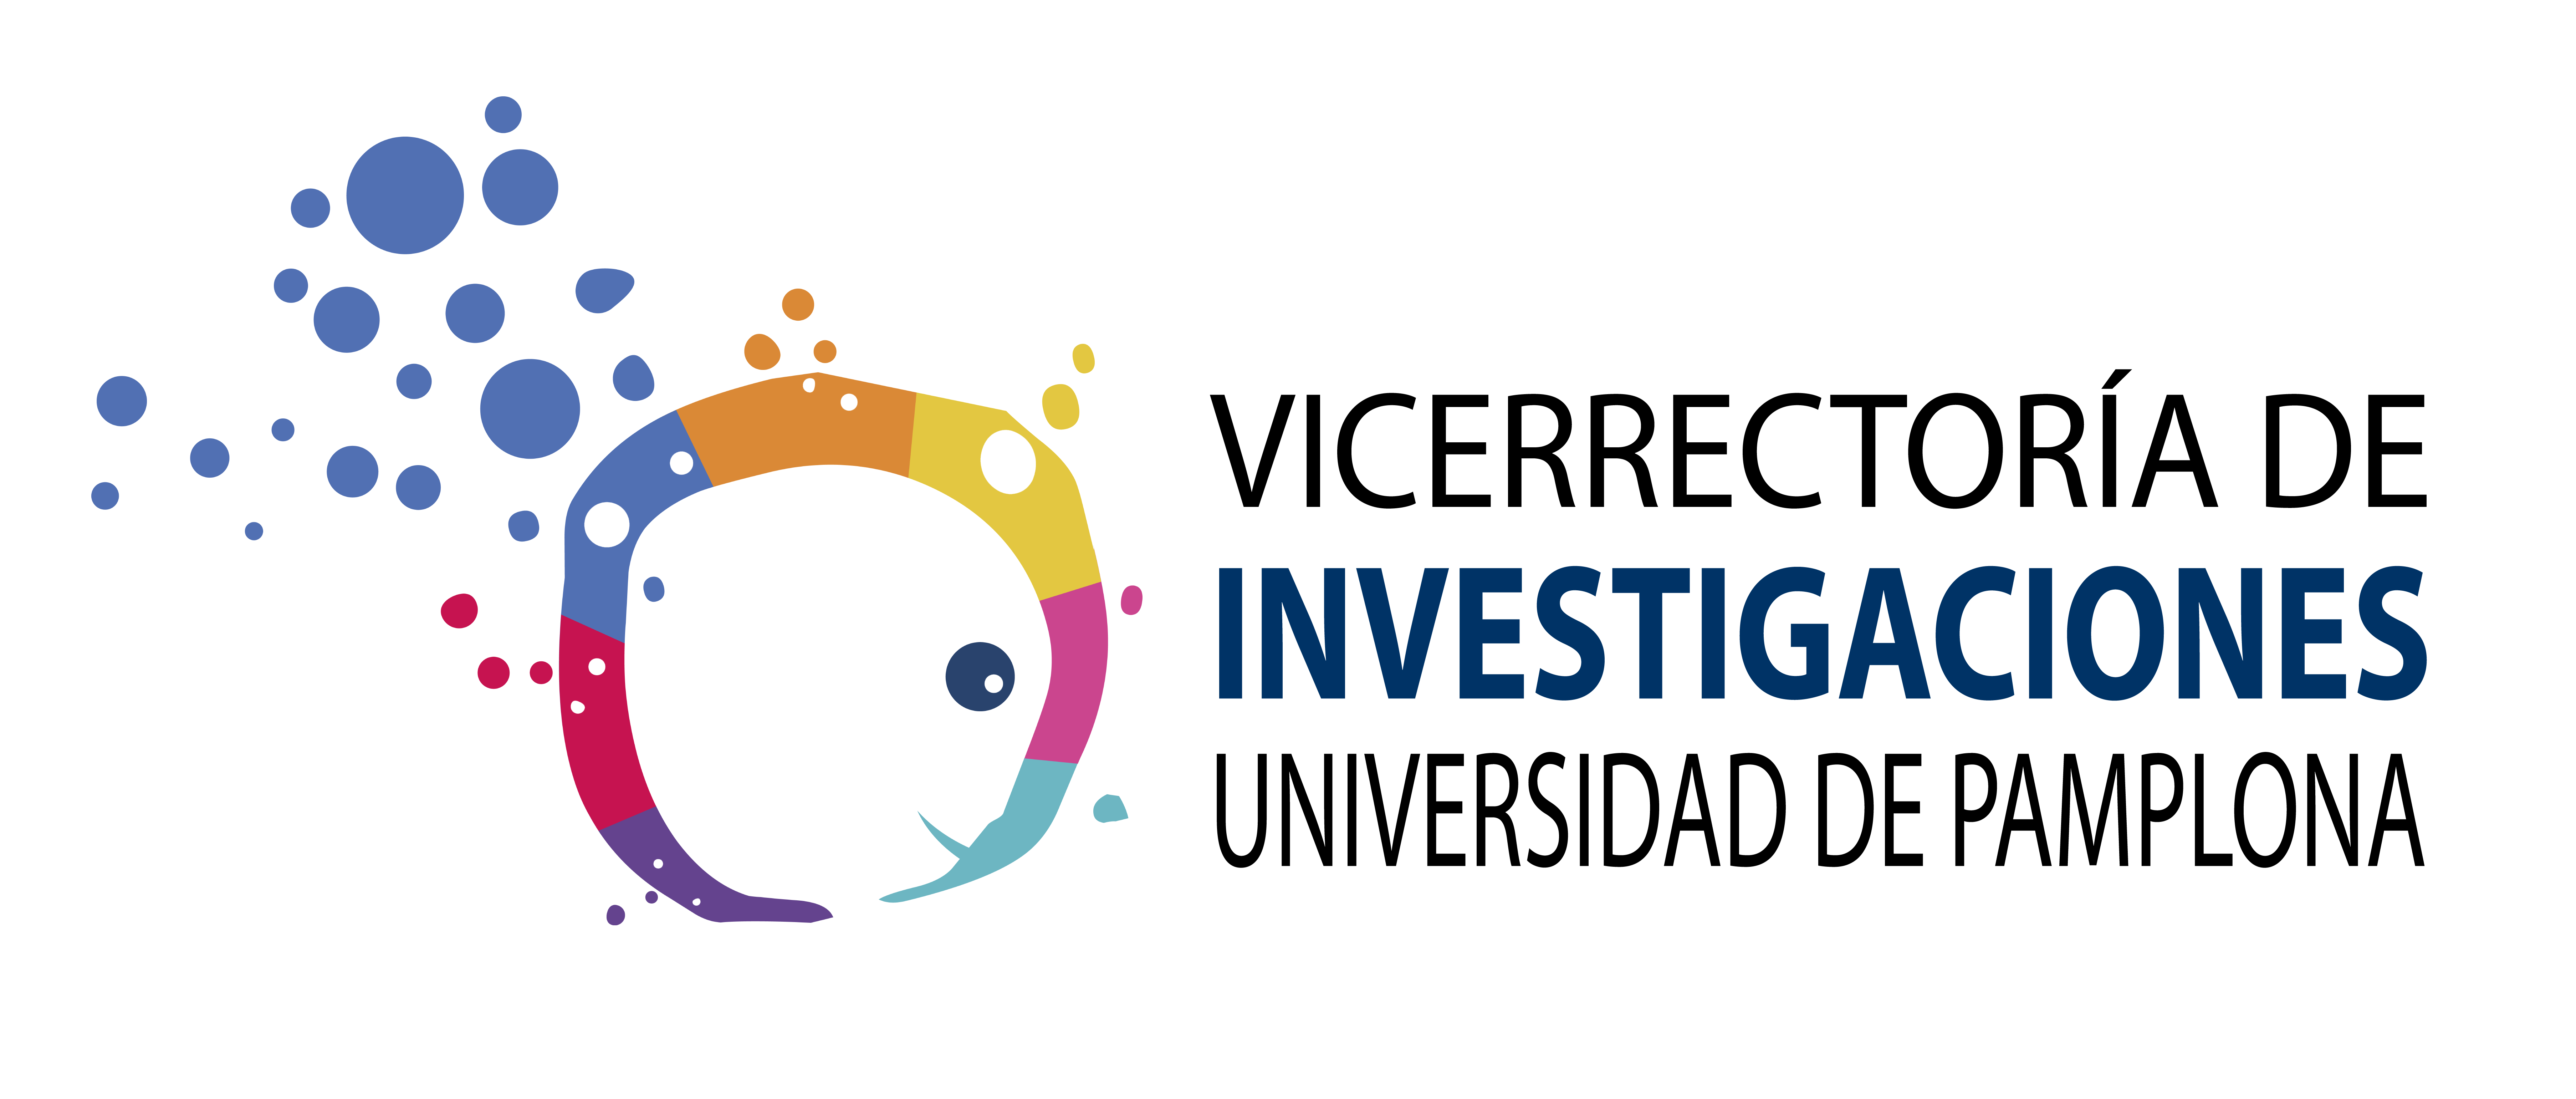 VICERRECTORÍA DE
INVESTIGACIONES
UNIVERSIDAD DE PAMPLONA